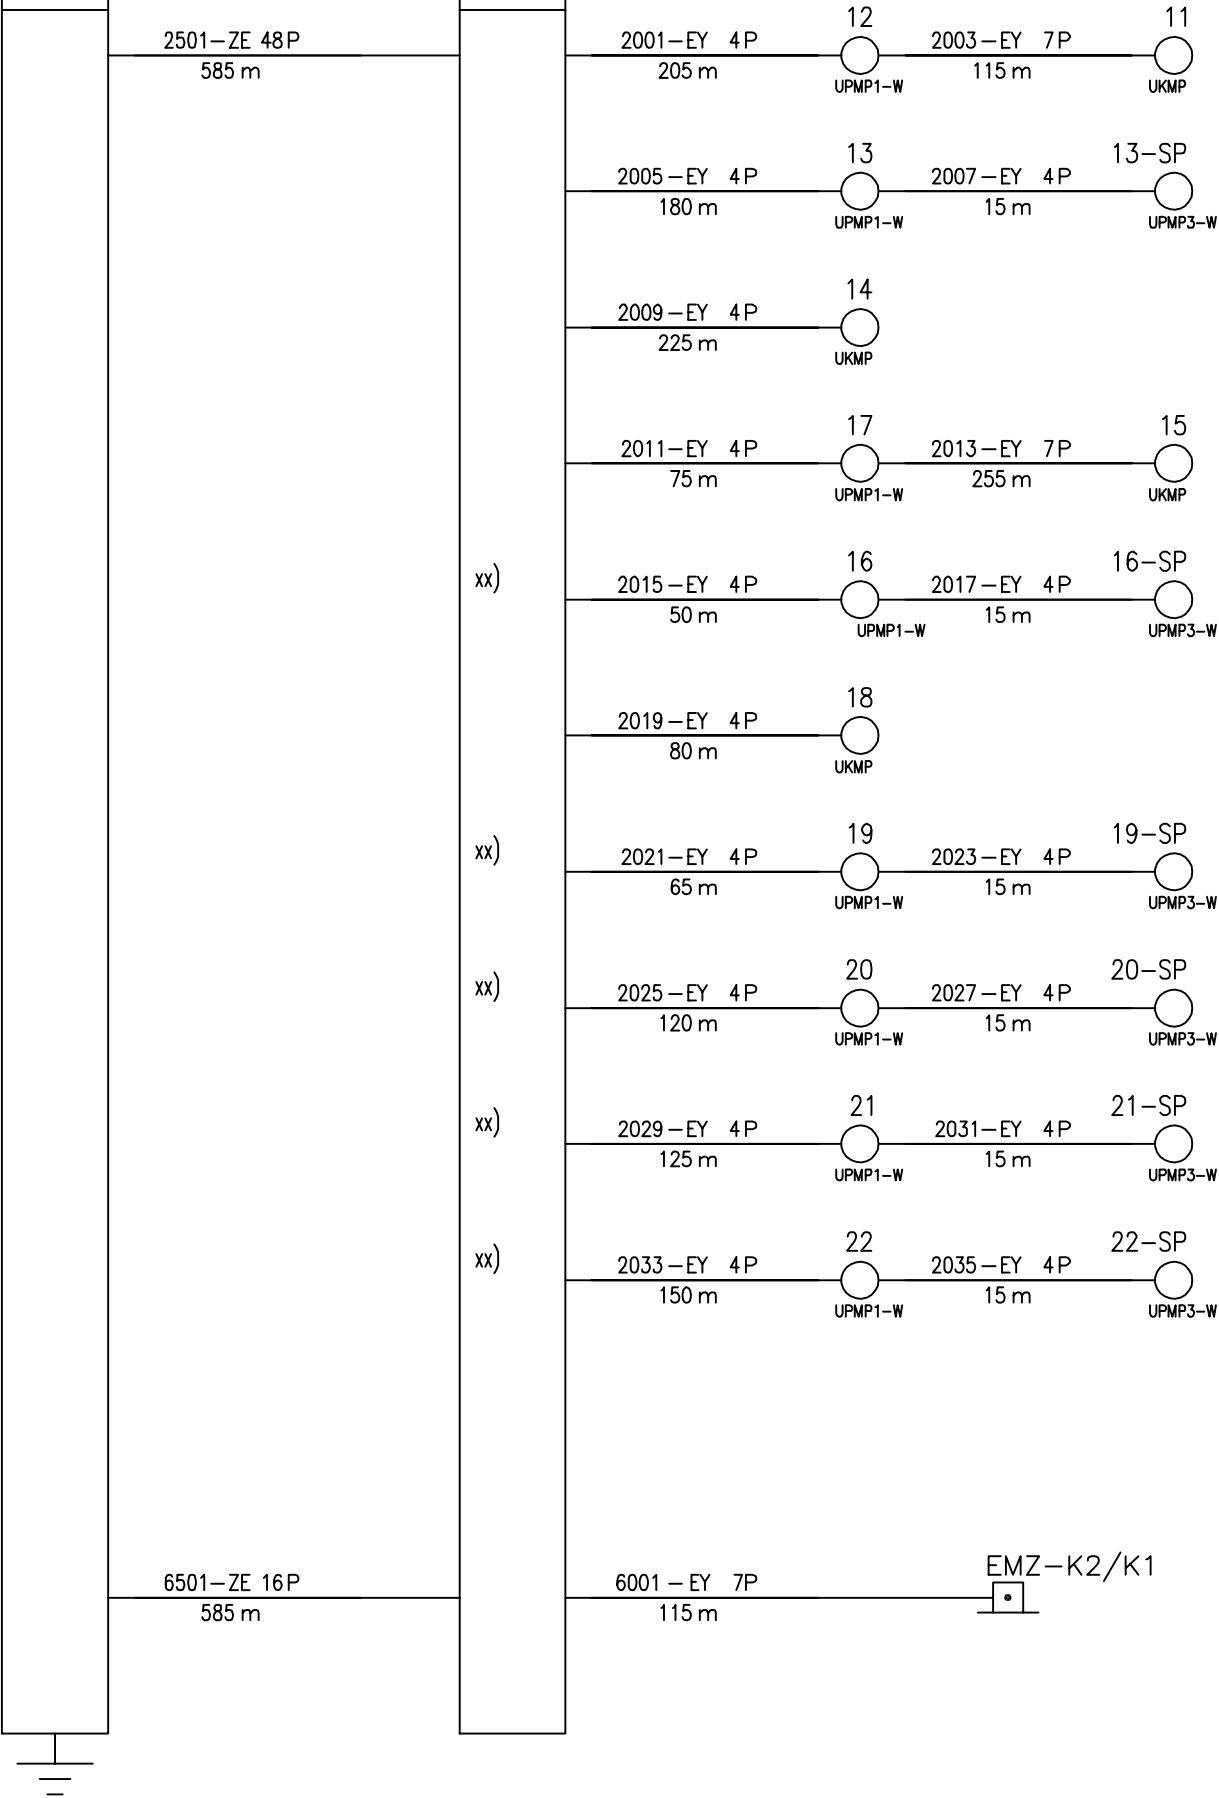 12 11
2501-ZE 48P 2001-EY 4P 2003-EY 7P
585 m 205 m 115 m
UPMP1-W UKMP
13 13-SP
2005-EY 4P 2007-EY 4P
180 m 15 m
UPMP1-W UPMP3-W
14
2009-EY 4P
225 m
UKMP
17 15
2011-EY 4P 2013-EY 7P
75 m 255 m
UPMP1-W UKMP
16 16-SP
xx) 2015-EY 4P 2017-EY 4P
50 m 15 m
UPMP1-W UPMP3-W
18
2019-EY 4P
80 m
UKMP
19 19-SP
xx) 2021-EY 4P 2023-EY 4P
65 m 15 m
UPMP1-W UPMP3-W
20 20-SP
xx) 2025-EY 4P 2027-EY 4P
120 m 15 m
UPMP1-W UPMP3-W
21 21-SP
xx) 2029-EY 4P 2031-EY 4P
125 m 15 m
UPMP1-W UPMP3-W
22 22-SP
xx) 2033-EY 4P 2035-EY 4P
150 m 15 m
UPMP1-W UPMP3-W
EMZ-K2/K1
6501-ZE 16P 6001-EY 7P
585 m 115 m